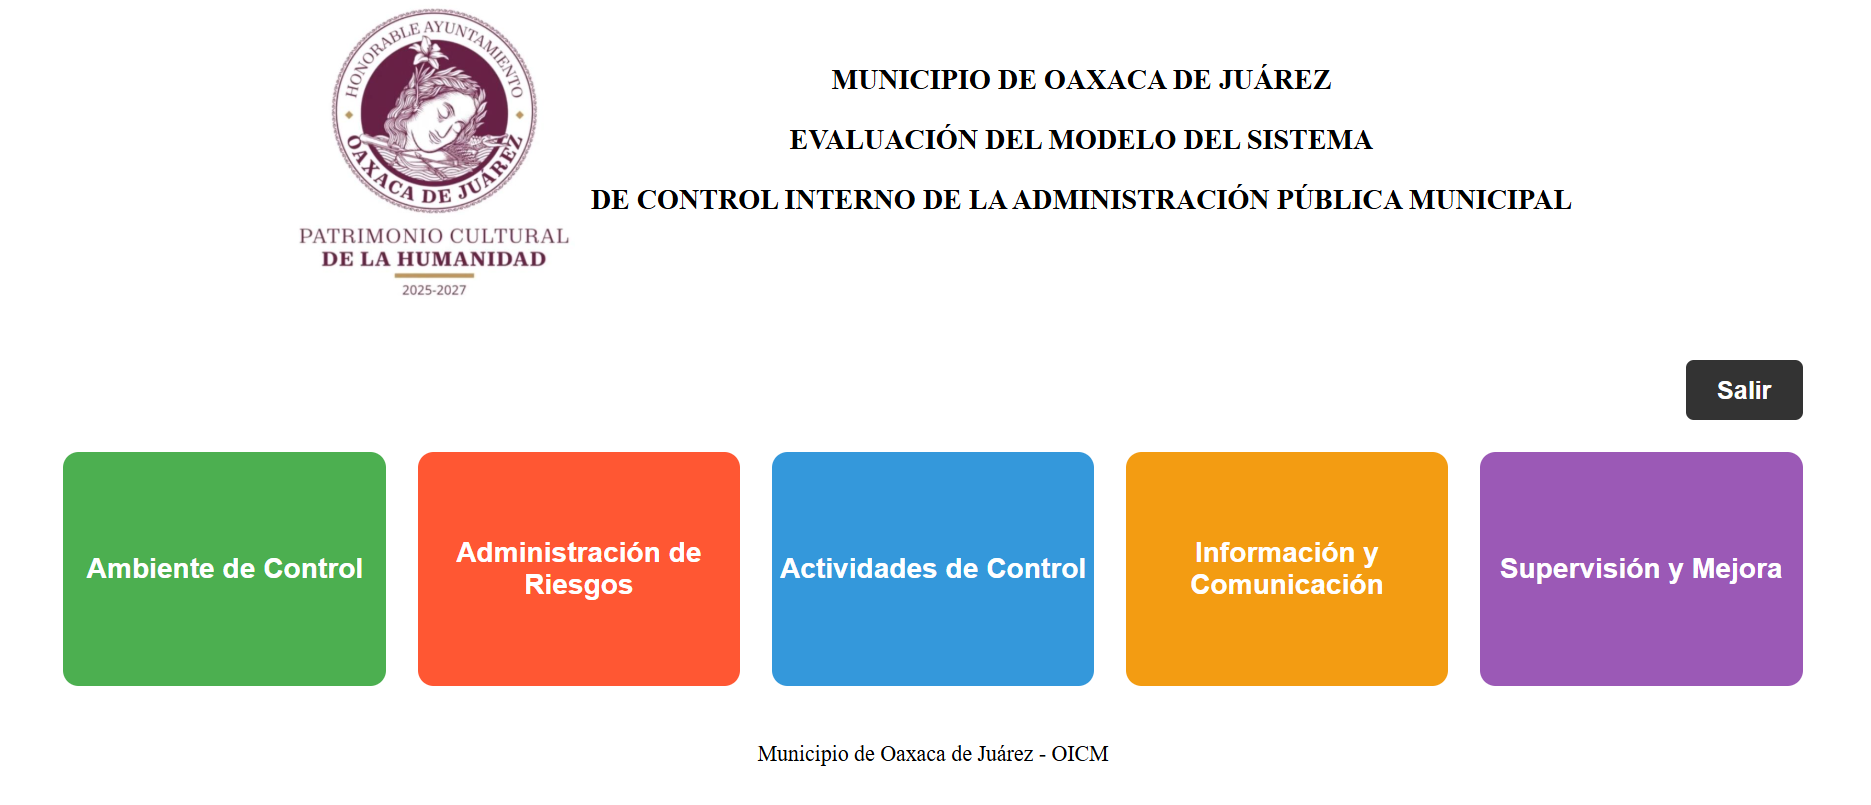 HONORABLE AYUNTAMIENTO
OAXACA DE JUÁREZ
PATRIMONIO CULTURAL
DE LA HUMANIDAD
2025-2027
MUNICIPIO DE OAXACA DE JUÁREZ
EVALUACIÓN DEL MODELO DEL SISTEMA
DE CONTROL INTERNO DE LA ADMINISTRACIÓN PÚBLICA MUNICIPAL
Salir
Ambiente de Control
Administración de
Riesgos
Actividades de Control
Información y
Comunicación
Supervisión y Mejora
Municipio de Oaxaca de Juárez - OICM